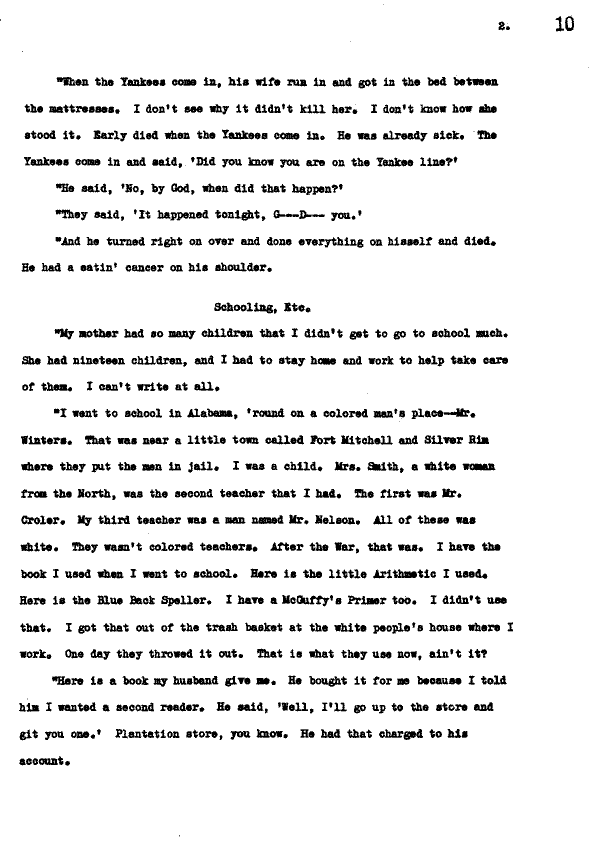 2. 10
"When the Yankees come in, his wife run in and got in the bed between
the mattresses. I don't see why it didn't kill her. I don't know how she
stood it. Early died when the Yankees come in. He was already sick. The
Yankees come in and said, 'Did you know you are on the Yankee line?'
"He said, 'No, by God, when did that happen?'
"They said, 'It happened tonight, G---D--- you.'
"And he turned right on over and done everything on hisself and died.
He had a eatin' cancer on his shoulder.
Schooling, Etc.
"My mother had so many children that I didn't get to go to school much.
She had nineteen children, and I had to stay home and work to help take care
of them. I can't write at all.
"I went to school in Alabama, 'round on a colored man's place—Mr.
Winters. That was near a little town called Fort Mitchell and Silver Rim
where they put the men in jail. I was a child. Mrs. Smith, a white woman
from the North, was the second teacher that I had. The first was Mr.
Croler. My third teacher was a man named Mr. Nelson. All of these was
white. They wasn't colored teachers. After the War, that was. I have the
book I used when I went to school. Here is the little Arithmetic I used.
Here is the Blue Back Speller. I have a McGuffy's Primer too. I didn't use
that. I got that out of the trash basket at the white people's house where I
work. One day they throwed it out. That is what they use now, ain't it?
"Here is a book my husband give me. He bought it for me because I told
him I wanted a second reader. He said, 'Well, I'll go up to the store and
git you one.' Plantation store, you know. He had that charged to his
account.